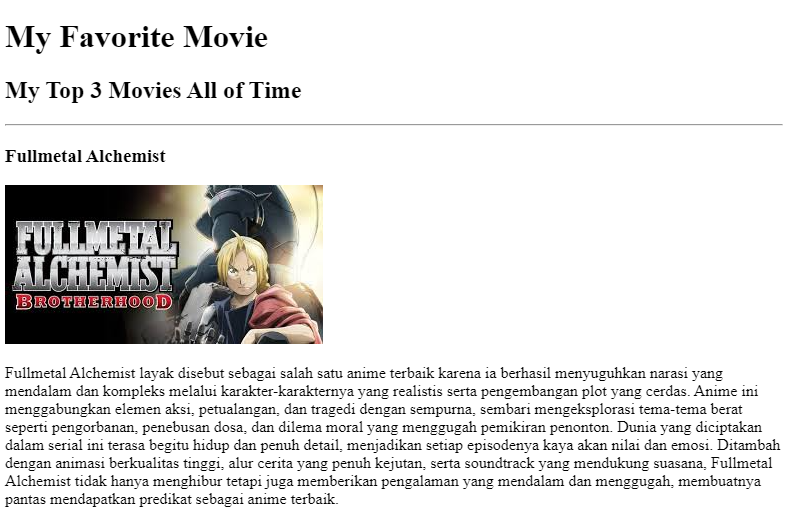 My Favorite Movie
My Top 3 Movies All of Time
Fullmetal Alchemist
FULLMETAL
ALCHEMIST
BROTHERHOOD
Fullmetal Alchemist layak disebut sebagai salah satu anime terbaik karena ia berhasil menyuguhkan narasi yang
mendalam dan kompleks melalui karakter-karakternya yang realistis serta pengembangan plot yang cerdas. Anime ini
menggabungkan elemen aksi, petualangan, dan tragedi dengan sempurna, sembari mengeksplorasi tema-tema berat
seperti pengorbanan, penebusan dosa, dan dilema moral yang menggugah pemikiran penonton. Dunia yang diciptakan
dalam serial ini terasa begitu hidup dan penuh detail, menjadikan setiap episodenya kaya akan nilai dan emosi. Ditambah
dengan animasi berkualitas tinggi, alur cerita yang penuh kejutan, serta soundtrack yang mendukung suasana, Fullmetal
Alchemist tidak hanya menghibur tetapi juga memberikan pengalaman yang mendalam dan menggugah, membuatnya
pantas mendapatkan predikat sebagai anime terbaik.